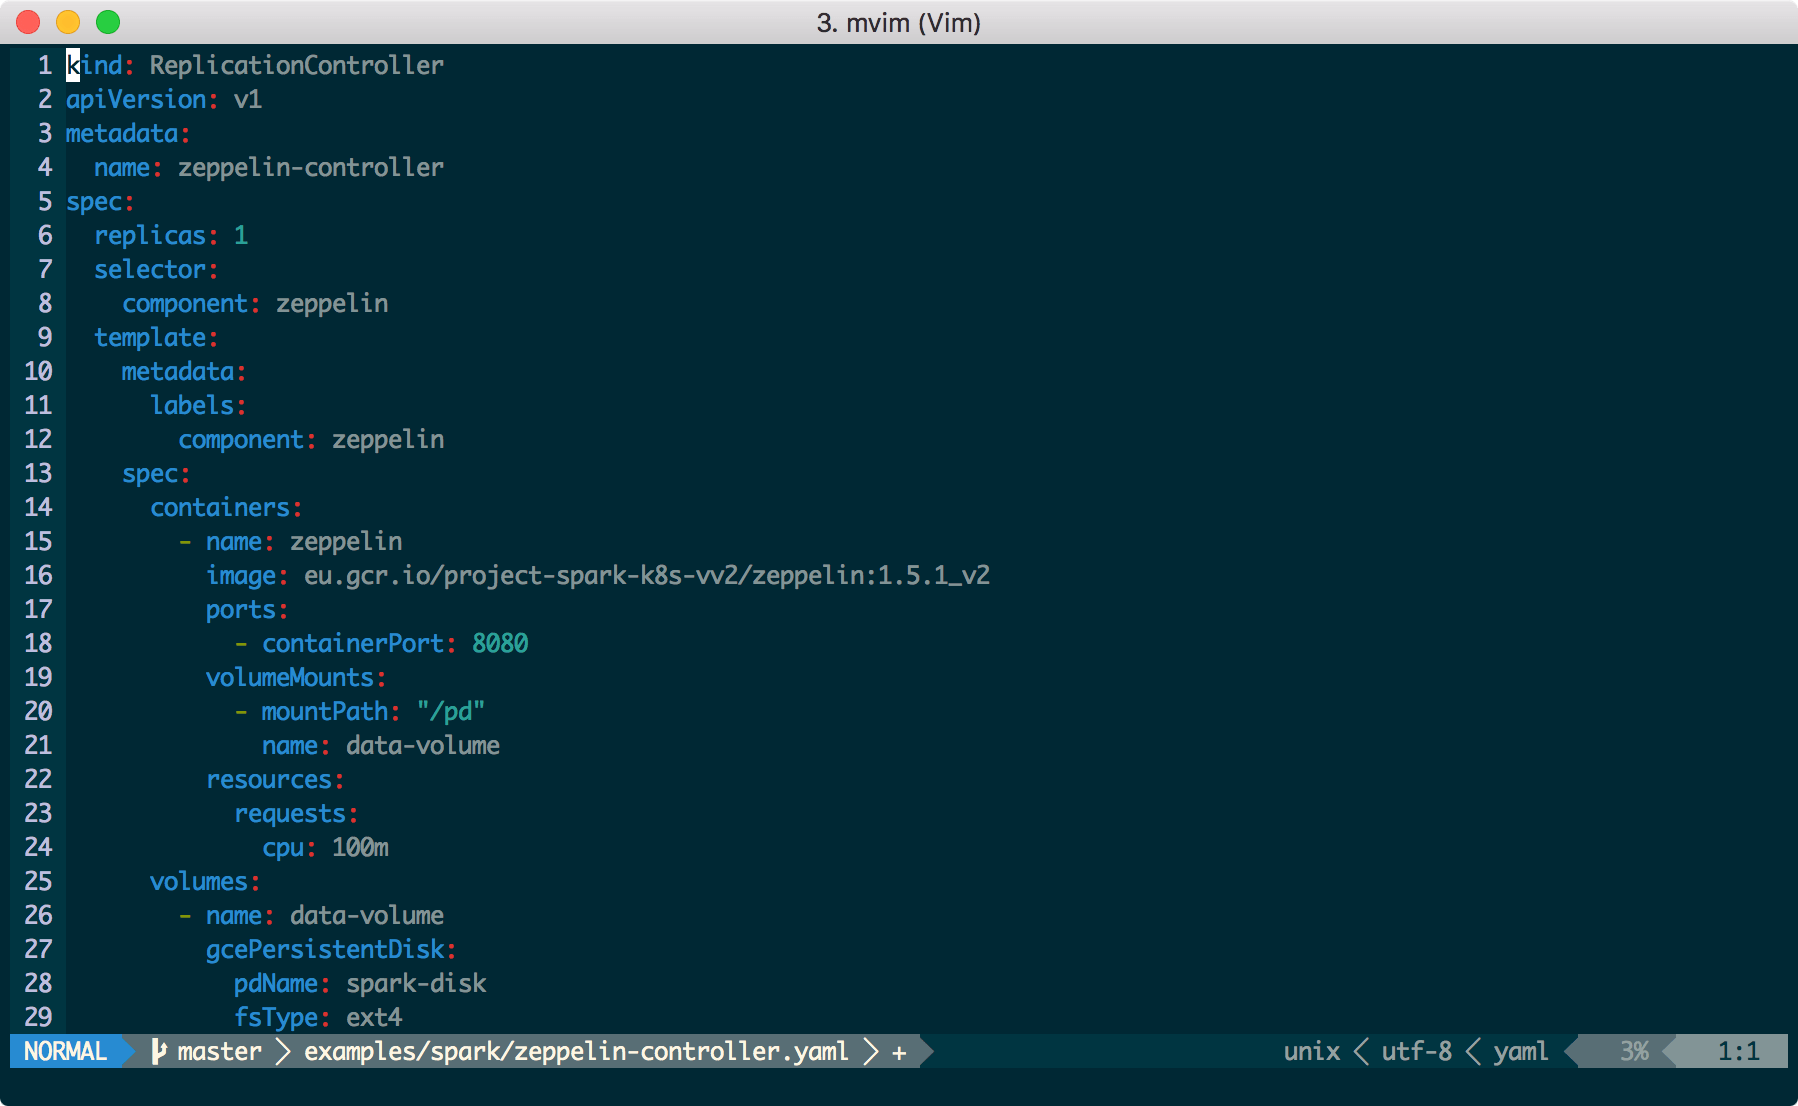 3. mvim (Vim)
1 kind: ReplicationController
2 apiVersion: v1
3 metadata:
4   name: zeppelin-controller
5 spec:
6   replicas: 1
7   selector:
8     component: zeppelin
9   template:
10     metadata:
11       labels:
12         component: zeppelin
13     spec:
14       containers:
15         - name: zeppelin
16           image: eu.gcr.io/project-spark-k8s-vv2/zeppelin:1.5.1_v2
17           ports:
18             - containerPort: 8080
19           volumeMounts:
20             - mountPath: "/pd"
21               name: data-volume
22           resources:
23             requests:
24               cpu: 100m
25       volumes:
26         - name: data-volume
27           gcePersistentDisk:
28             pdName: spark-disk
29             fsType: ext4
NORMAL master examples/spark/zeppelin-controller.yaml + unix utf-8 yaml 3% 1:1